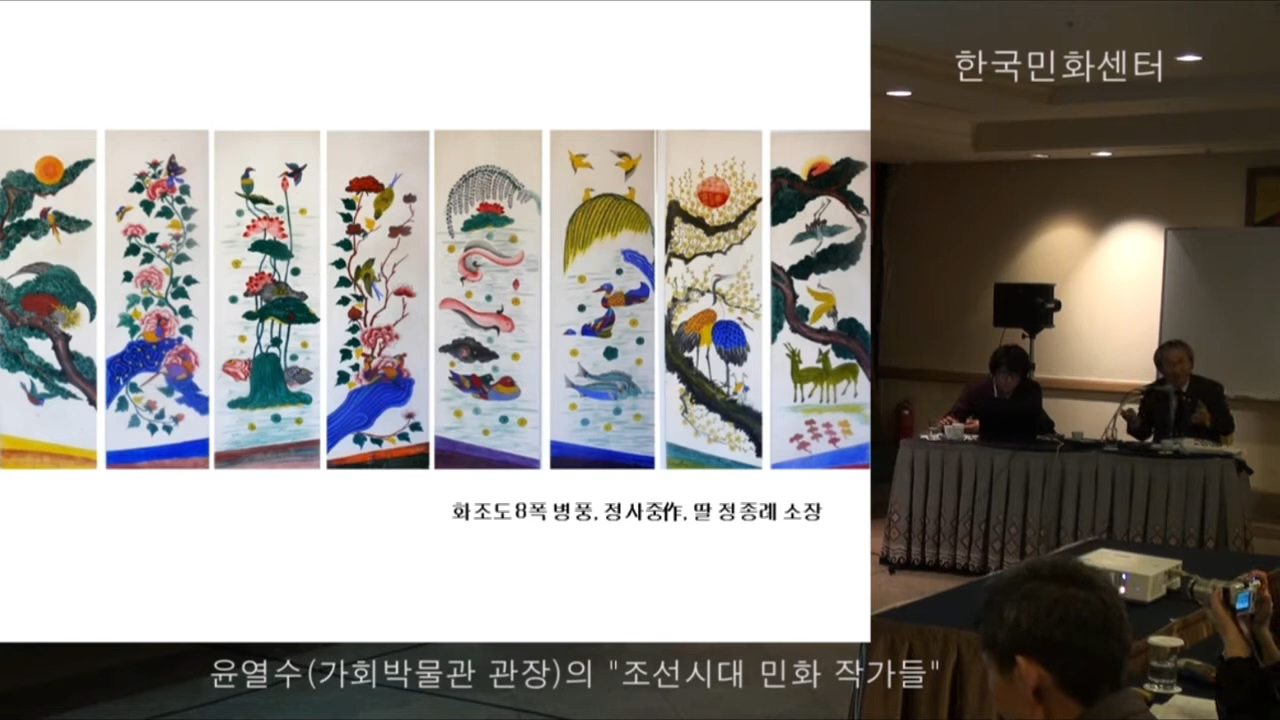 한국민화센터
화조도8폭 병풍, 정사중作, 딸 정종례 소장
윤열수(가회박물관 관장)의 "조선시대 민화 작가들"